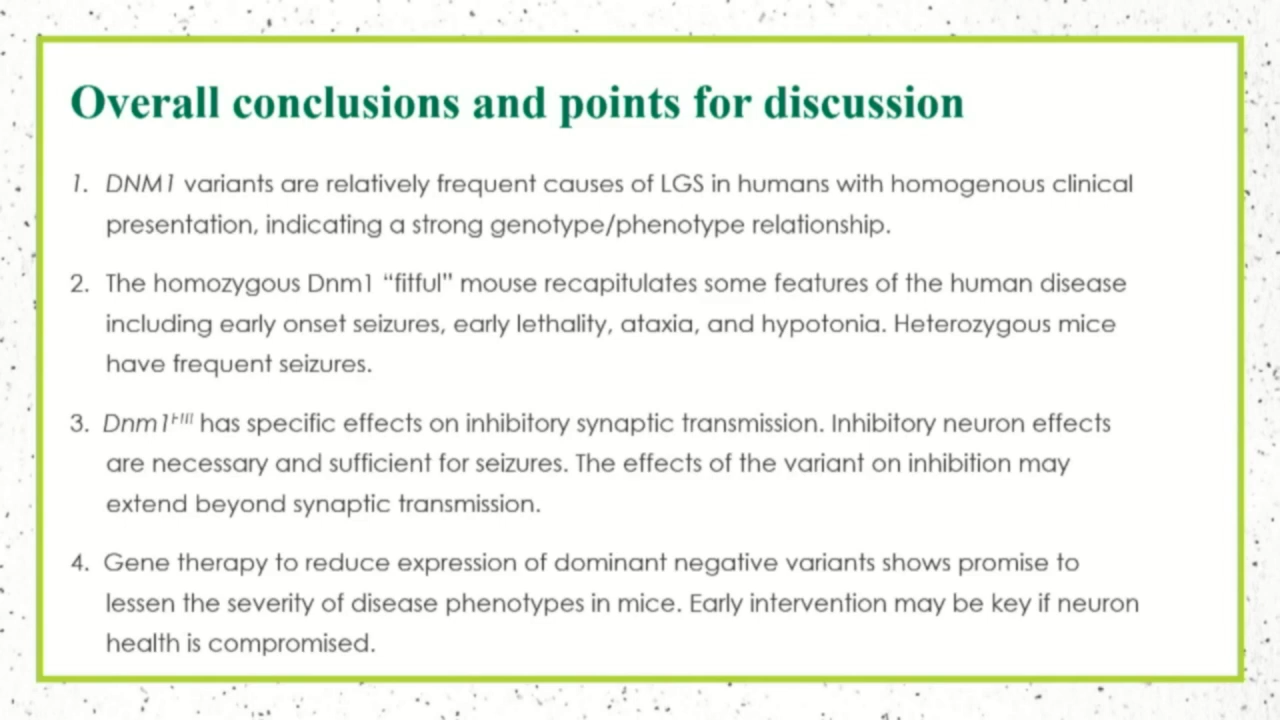 Overall conclusions and points for discussion
1. DNM1 variants are relatively frequent causes of LGS in humans with homogenous clinical
presentation, indicating a strong genotype/phenotype relationship.
2. The homozygous Dnm1 “fitful” mouse recapitulates some features of the human disease
including early onset seizures, early lethality, ataxia, and hypotonia. Heterozygous mice
have frequent seizures.
3. Dnm1Ftfl has specific effects on inhibitory synaptic transmission. Inhibitory neuron effects
are necessary and sufficient for seizures. The effects of the variant on inhibition may
extend beyond synaptic transmission.
4. Gene therapy to reduce expression of dominant negative variants shows promise to
lessen the severity of disease phenotypes in mice. Early intervention may be key if neuron
health is compromised.